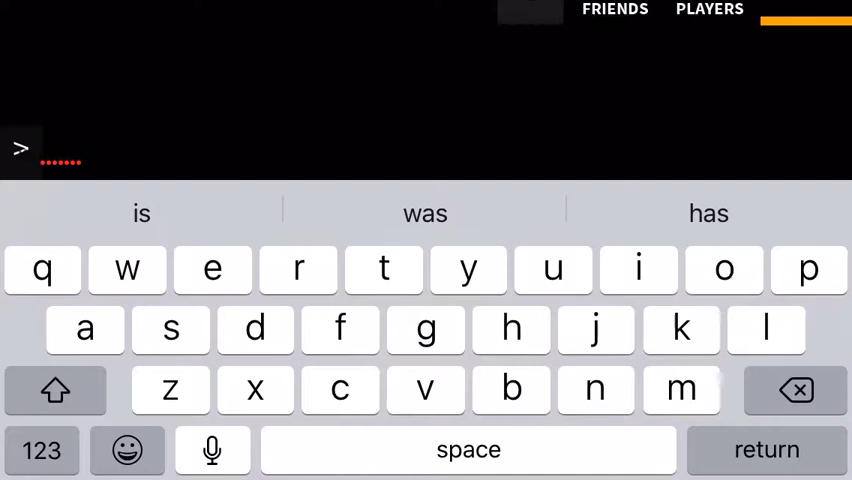 FRIENDS PLAYERS
>
is was has
q w e r t y u i o p
a s d f g h j k l
z x c v b n m
123 space return